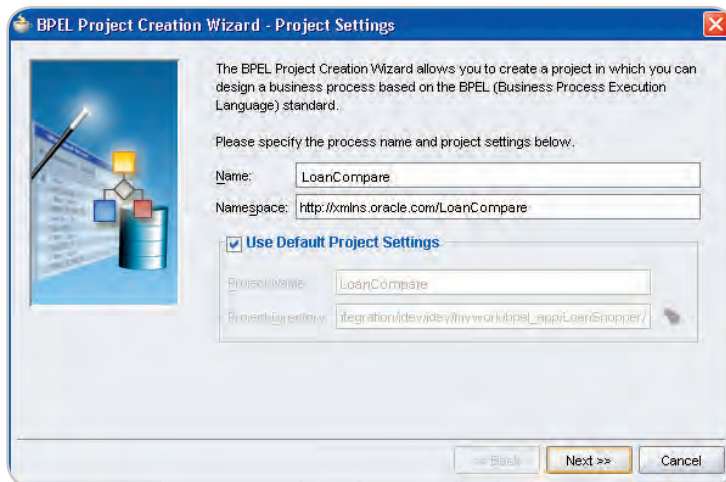 BPEL Project Creation Wizard - Project Settings
The BPEL Project Creation Wizard allows you to create a project in which you can
design a business process based on the BPEL (Business Process Execution
Language) standard.
Please specify the process name and project settings below.
Name: LoanCompare
Namespace: http://xmlns.oracle.com/LoanCompare
Use Default Project Settings
Project Name: LoanCompare
Project Directory: itegration/jdev/jdev/mywork/bpel_app/LoanShopper/
<< Back Next >> Cancel